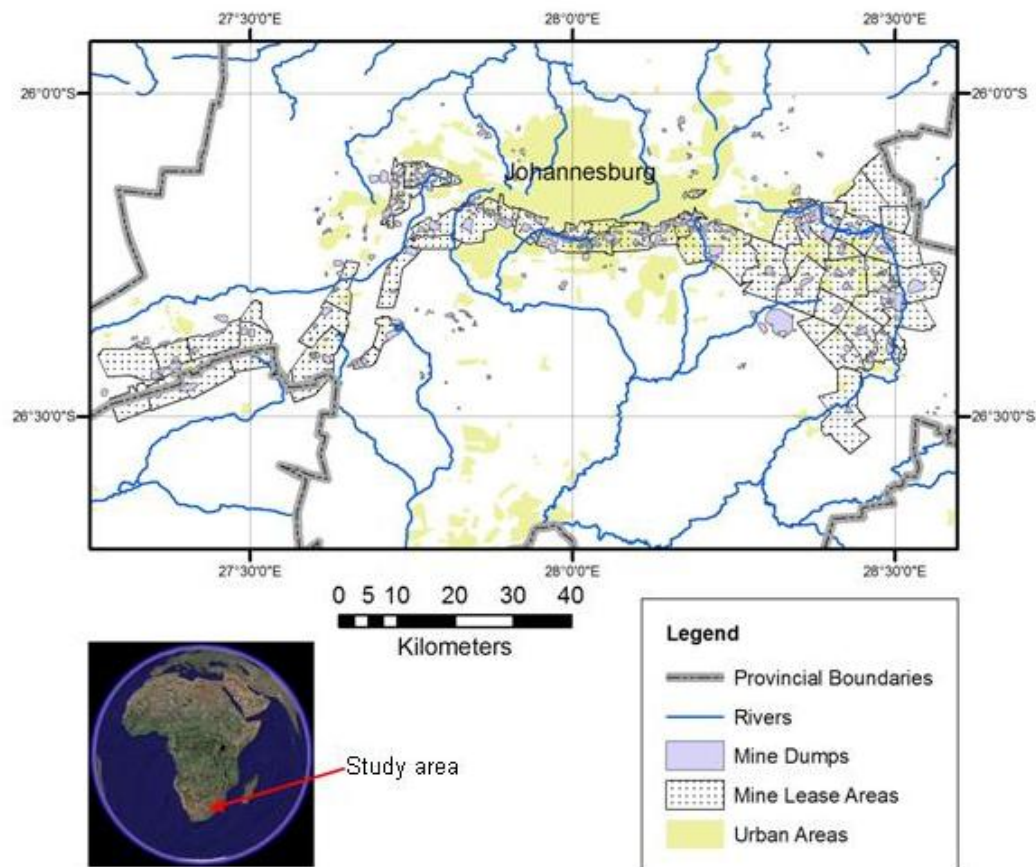 27°30'0"E 28°0'0"E 28°30'0"E
26°0'0"S 26°0'0"S
Johannesburg
26°30'0"S 26°30'0"S
27°30'0"E 28°0'0"E 28°30'0"E
0 5 10 20 30 40
Kilometers
Legend
Provincial Boundaries
Rivers
Mine Dumps
Mine Lease Areas
Urban Areas
Study area